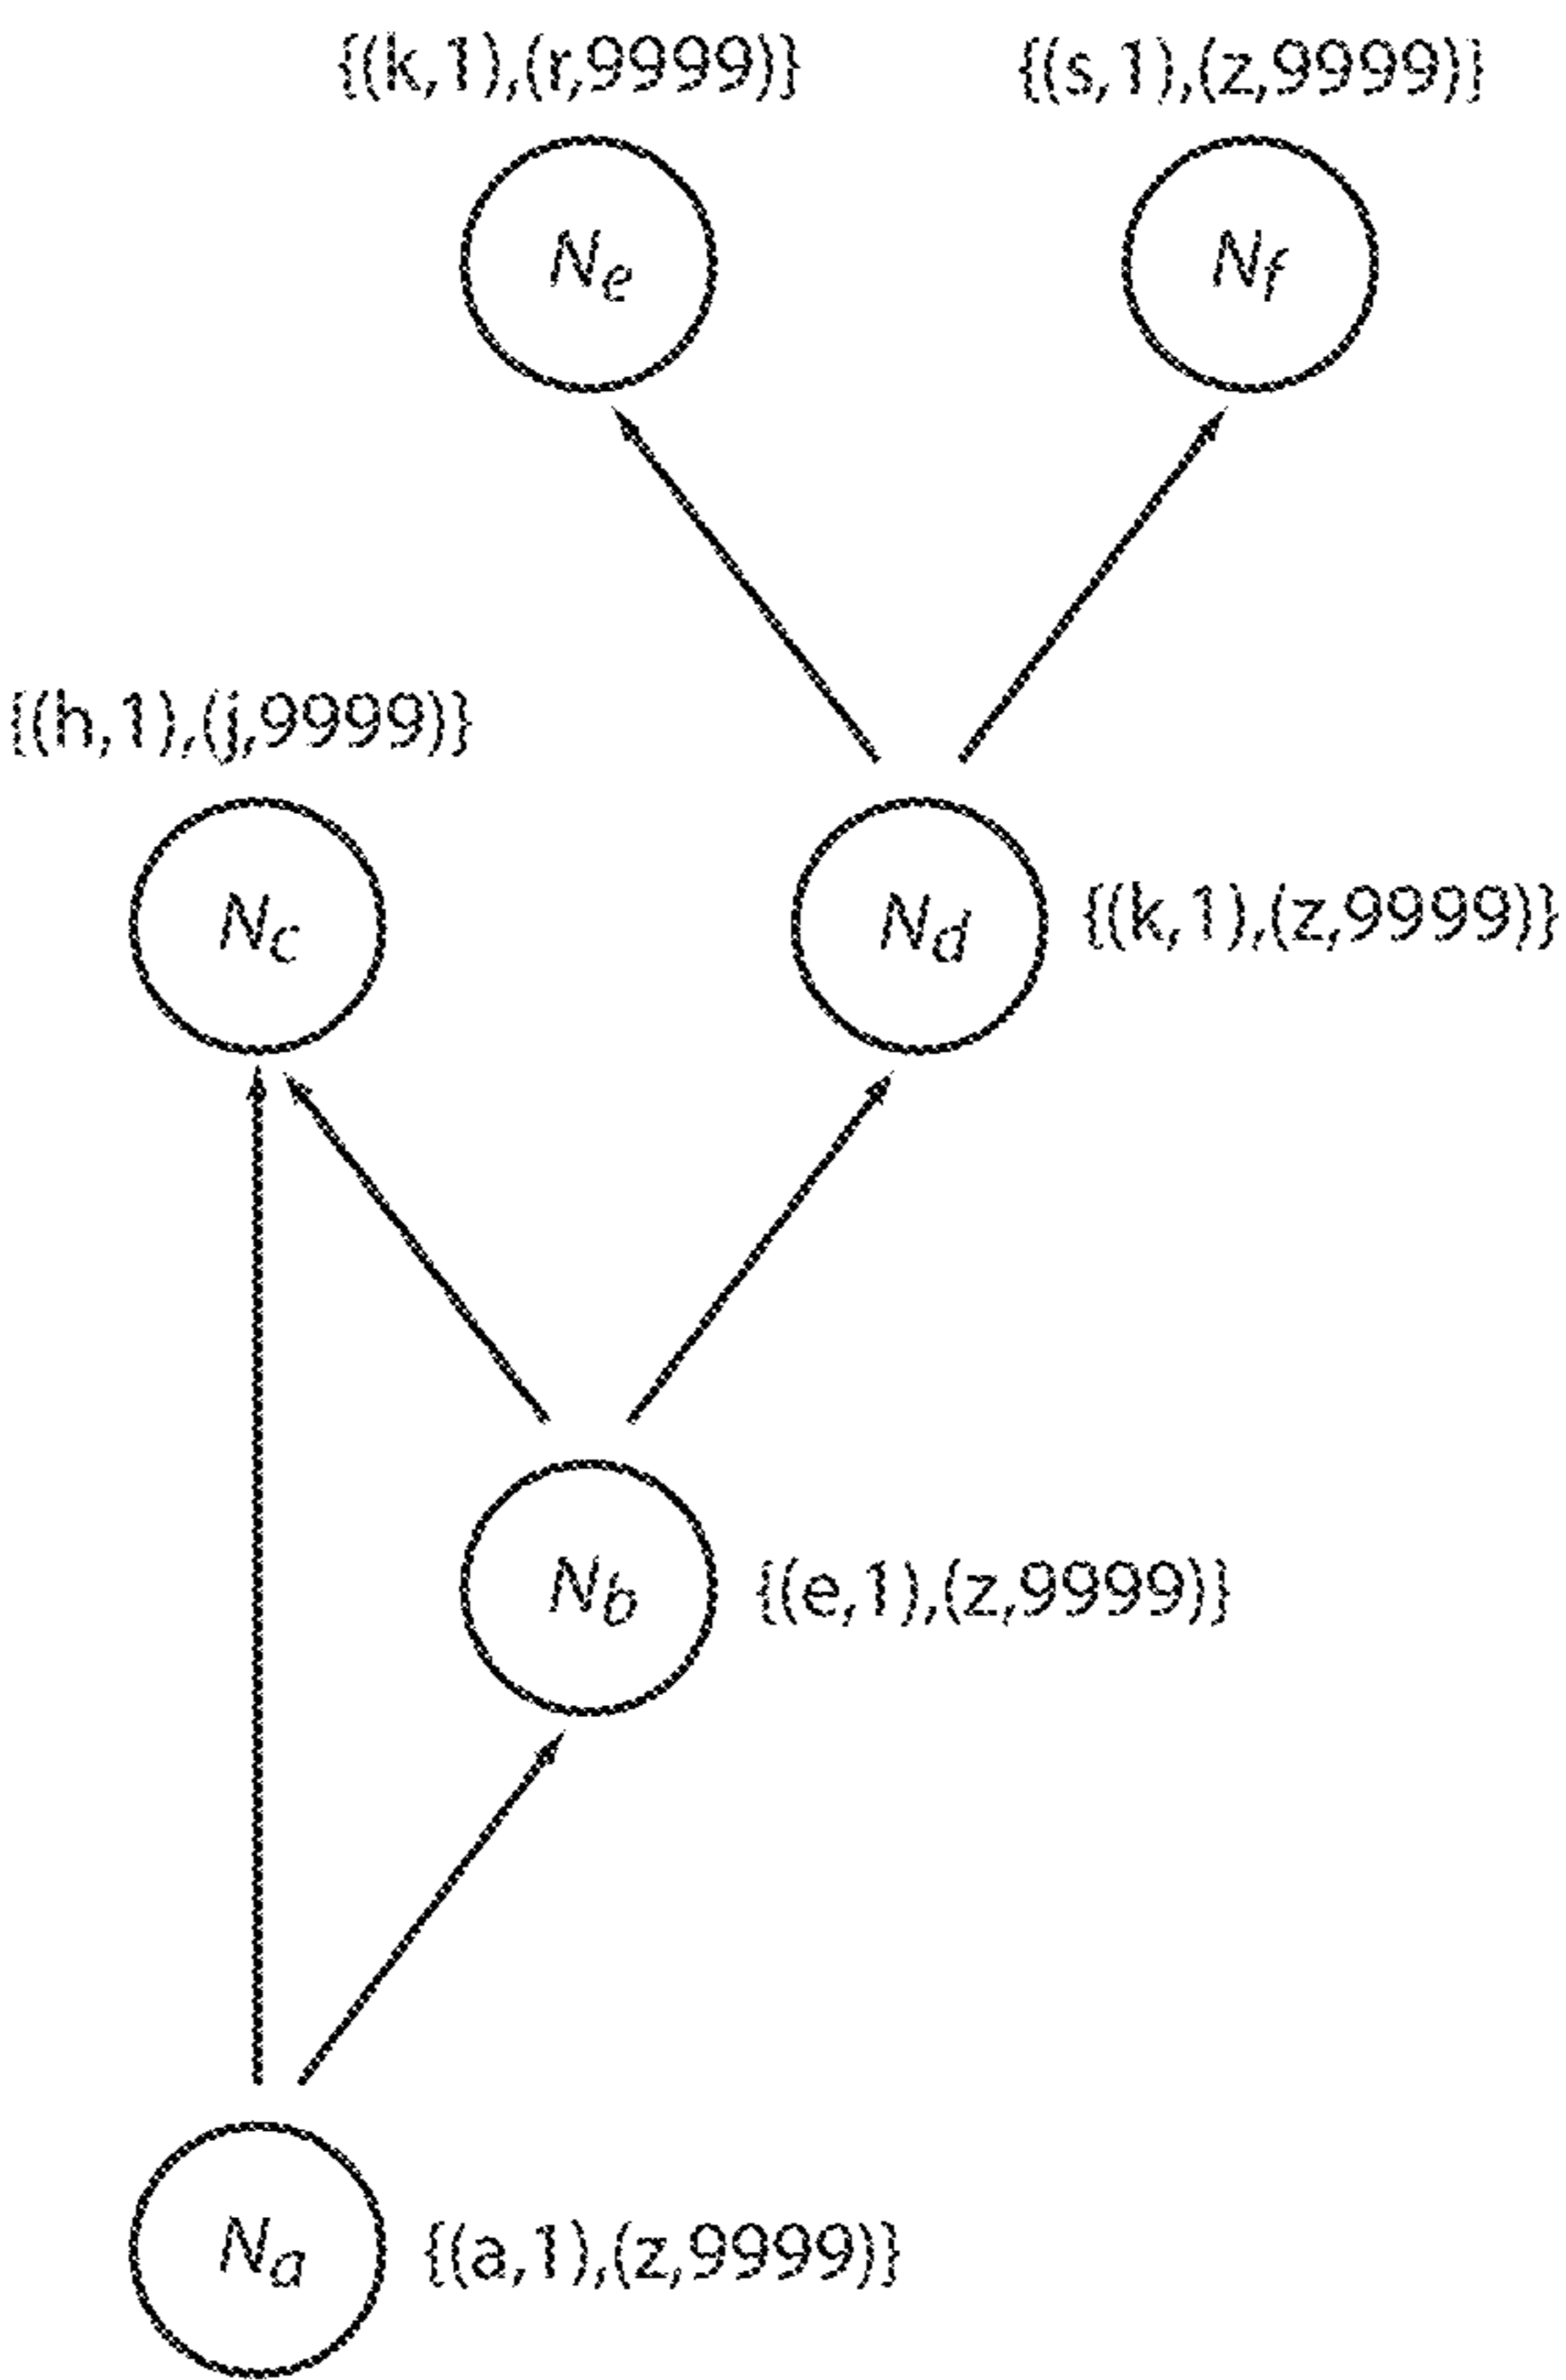 {(k,1),(r,9999)} {(s,1),(z,9999)}
Ne Nf
{(h,1),(j,9999)}
Nc Nd {(k,1),(z,9999)}
Nb {(e,1),(z,9999)}
Na {(a,1),(z,9999)}